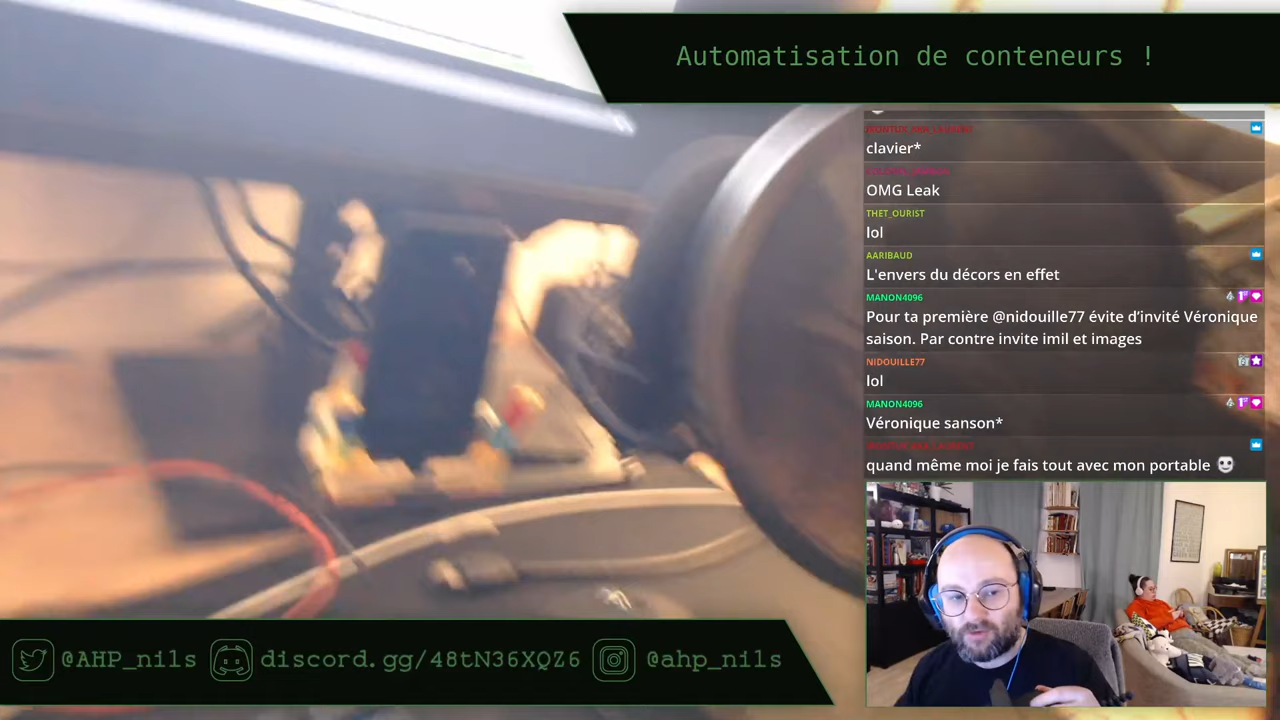 Automatisation de conteneurs !
clavier*
OMG Leak
THET_OURIST
lol
AARIBAUD
L'envers du décors en effet
MANON4096
Pour ta première @nidouille77 évite d'invité Véronique
saison. Par contre invite imil et images
NIDOUILLE77
lol
MANON4096
Véronique sanson*
quand même moi je fais tout avec mon portable
@AHP_nils
discord.gg/48tN36XQZ6
@ahp_nils